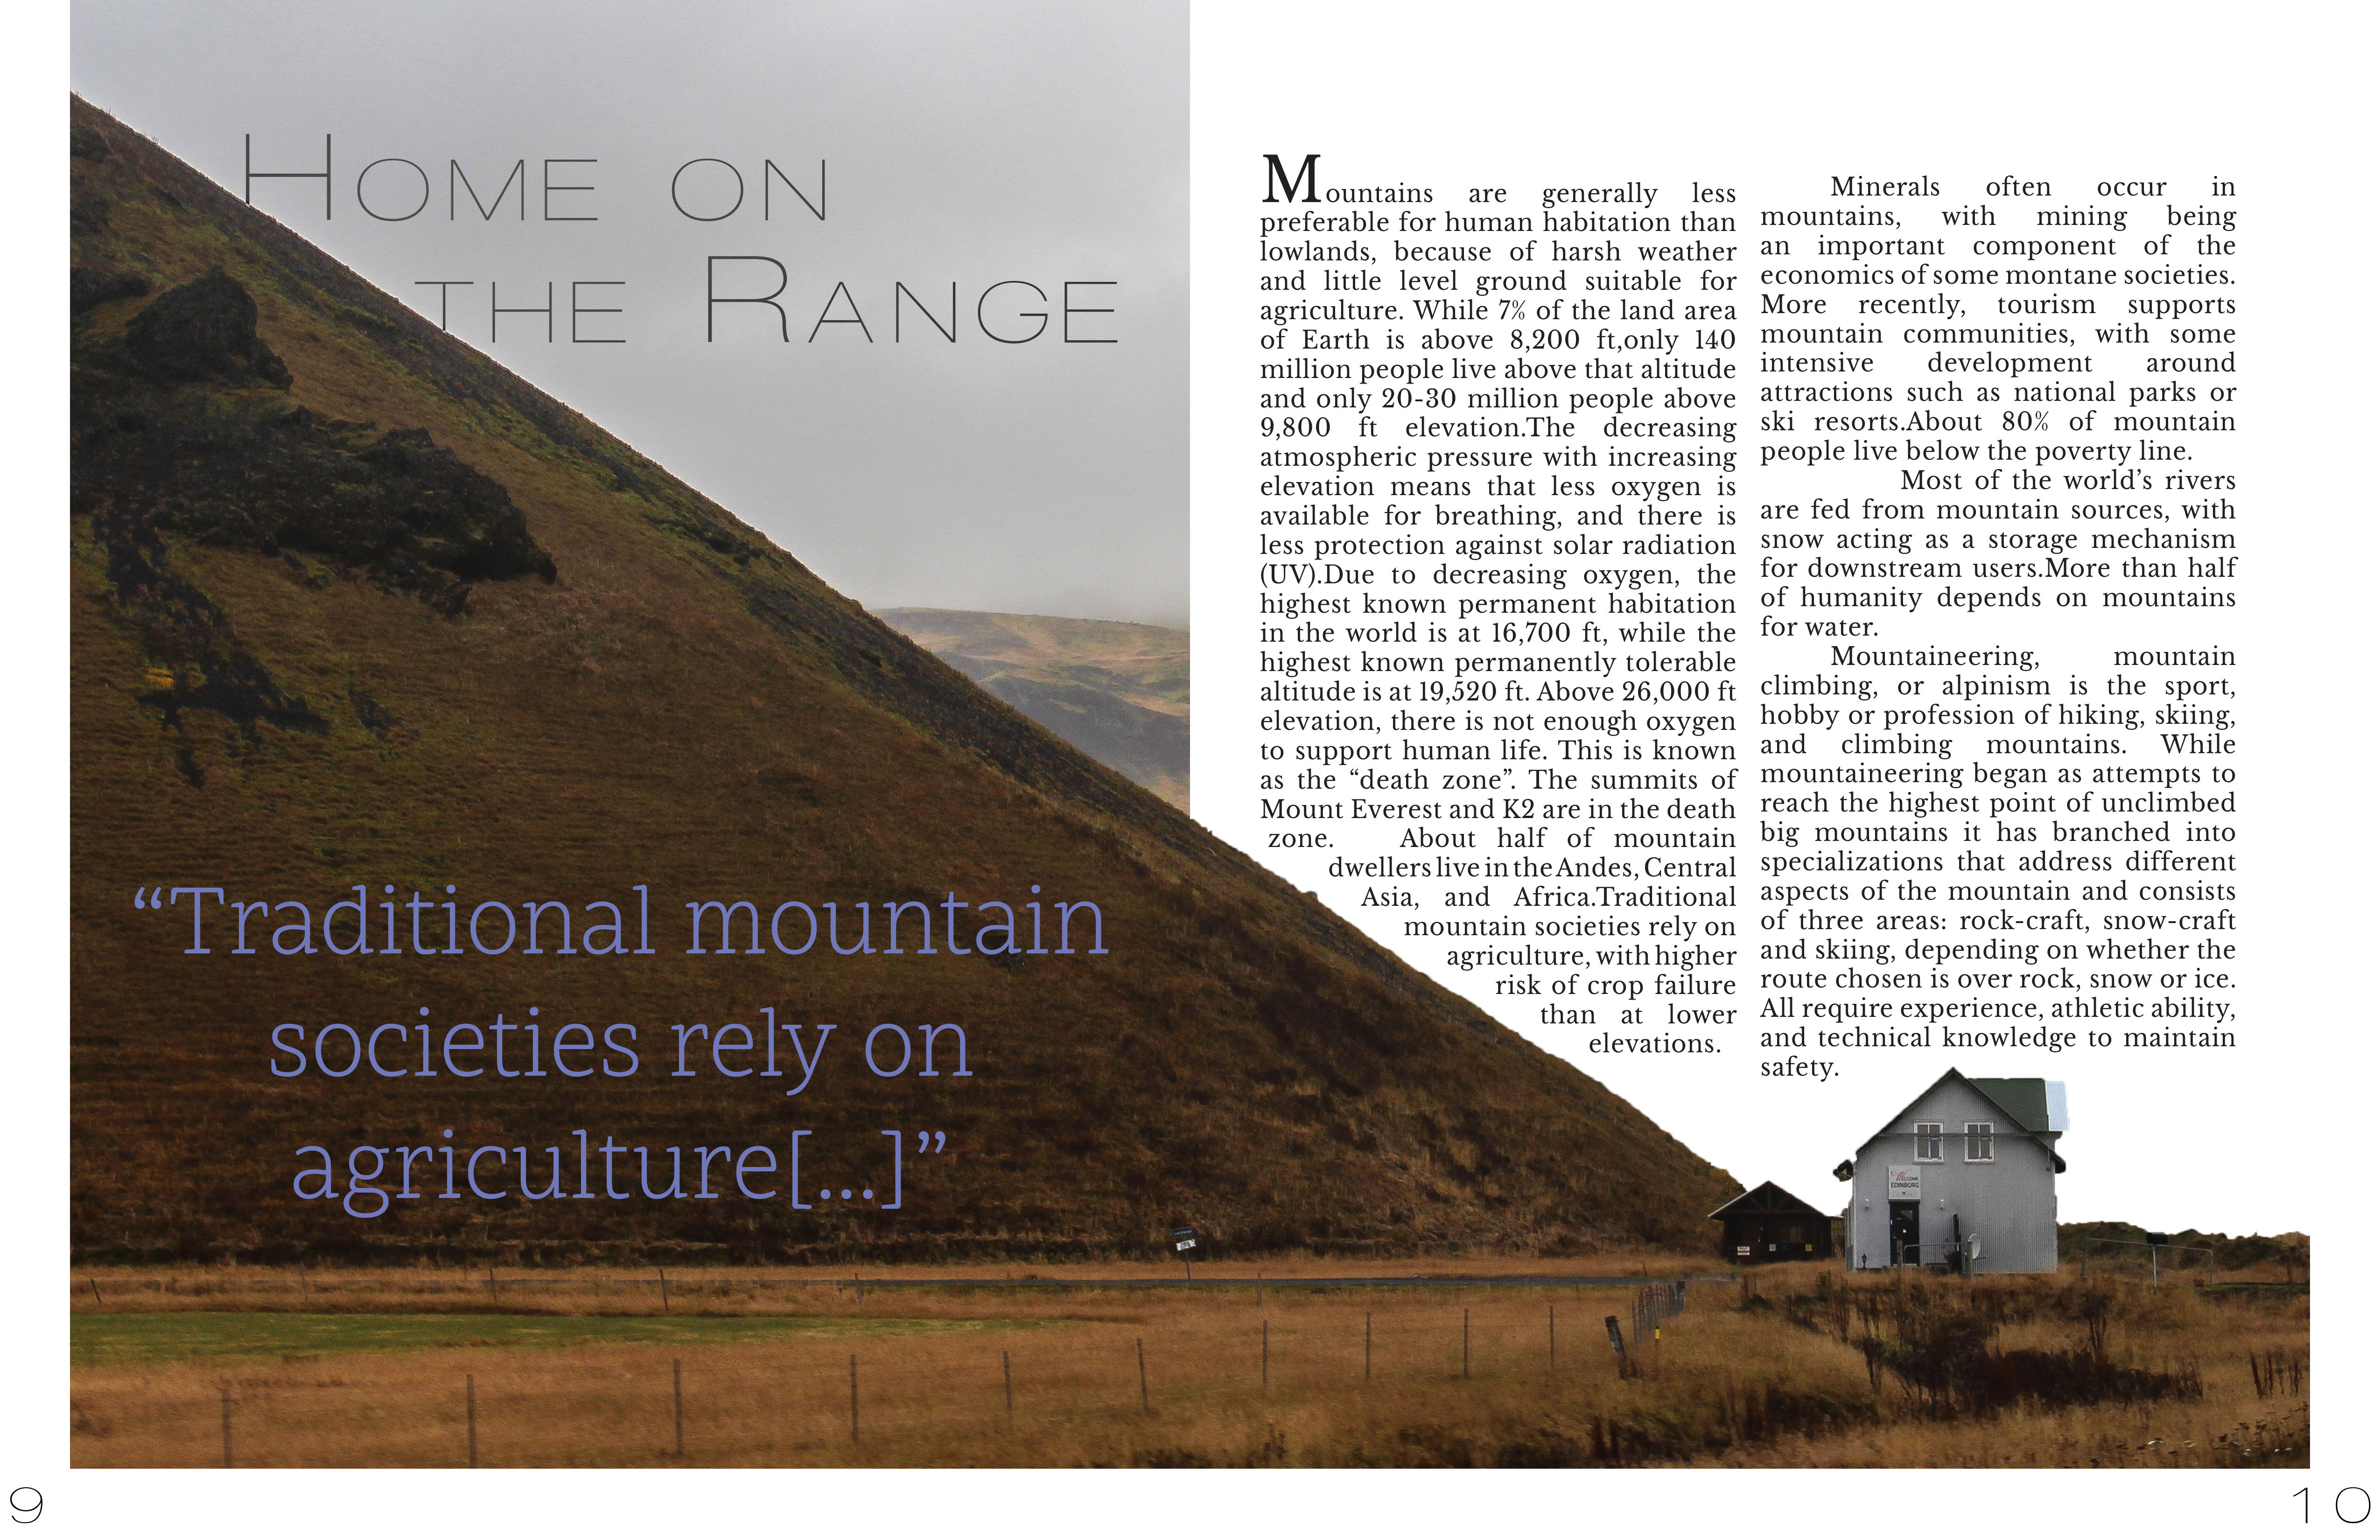 HOME ON
THE RANGE
“Traditional mountain
societies rely on
agriculture[...]”
Mountains are generally less
preferable for human habitation than
lowlands, because of harsh weather
and little level ground suitable for
agriculture. While 7% of the land area
of Earth is above 8,200 ft,only 140
million people live above that altitude
and only 20-30 million people above
9,800 ft elevation.The decreasing
atmospheric pressure with increasing
elevation means that less oxygen is
available for breathing, and there is
less protection against solar radiation
(UV).Due to decreasing oxygen, the
highest known permanent habitation
in the world is at 16,700 ft, while the
highest known permanently tolerable
altitude is at 19,520 ft. Above 26,000 ft
elevation, there is not enough oxygen
to support human life. This is known
as the “death zone”. The summits of
Mount Everest and K2 are in the death
zone. About half of mountain
dwellers live in the Andes, Central
Asia, and Africa.Traditional
mountain societies rely on
agriculture, with higher
risk of crop failure
than at lower
elevations.
Minerals often occur in
mountains, with mining being
an important component of the
economics of some montane societies.
More recently, tourism supports
mountain communities, with some
intensive development around
attractions such as national parks or
ski resorts.About 80% of mountain
people live below the poverty line.
Most of the world’s rivers
are fed from mountain sources, with
snow acting as a storage mechanism
for downstream users.More than half
of humanity depends on mountains
for water.
Mountaineering, mountain
climbing, or alpinism is the sport,
hobby or profession of hiking, skiing,
and climbing mountains. While
mountaineering began as attempts to
reach the highest point of unclimbed
big mountains it has branched into
specializations that address different
aspects of the mountain and consists
of three areas: rock-craft, snow-craft
and skiing, depending on whether the
route chosen is over rock, snow or ice.
All require experience, athletic ability,
and technical knowledge to maintain
safety.
EDINBORG
9
10